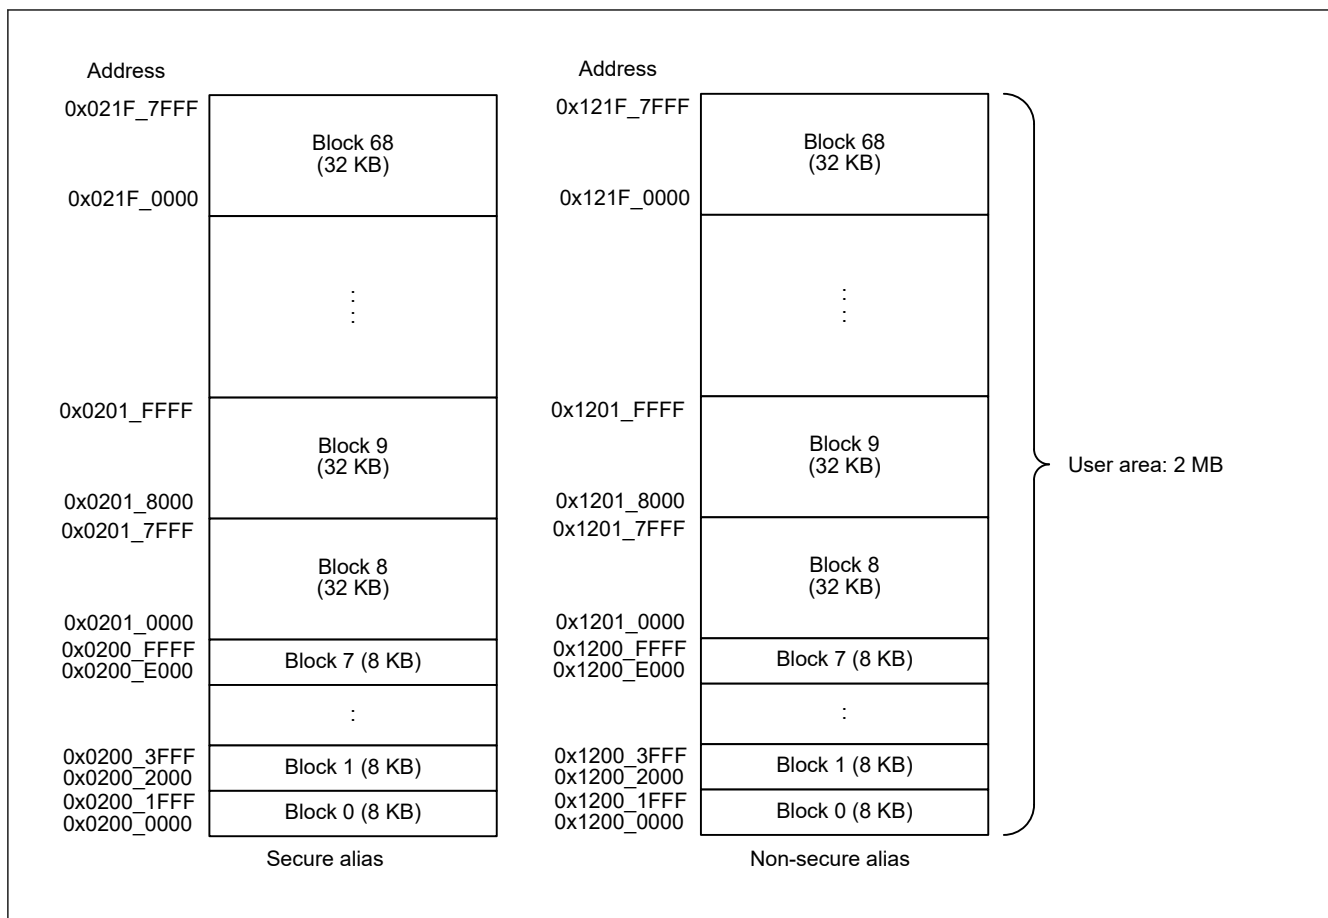 Address
0x021F_7FFF
Block 68
(32 KB)
0x021F_0000
:
:
0x0201_FFFF
Block 9
(32 KB)
0x0201_8000
0x0201_7FFF
Block 8
(32 KB)
0x0201_0000
0x0200_FFFF
Block 7 (8 KB)
0x0200_E000
:
0x0200_3FFF
Block 1 (8 KB)
0x0200_2000
0x0200_1FFF
Block 0 (8 KB)
0x0200_0000
Secure alias
Address
0x121F_7FFF
Block 68
(32 KB)
0x121F_0000
:
:
0x1201_FFFF
Block 9
(32 KB)
0x1201_8000
0x1201_7FFF
Block 8
(32 KB)
0x1201_0000
0x1200_FFFF
Block 7 (8 KB)
0x1200_E000
:
0x1200_3FFF
Block 1 (8 KB)
0x1200_2000
0x1200_1FFF
Block 0 (8 KB)
0x1200_0000
Non-secure alias
User area: 2 MB